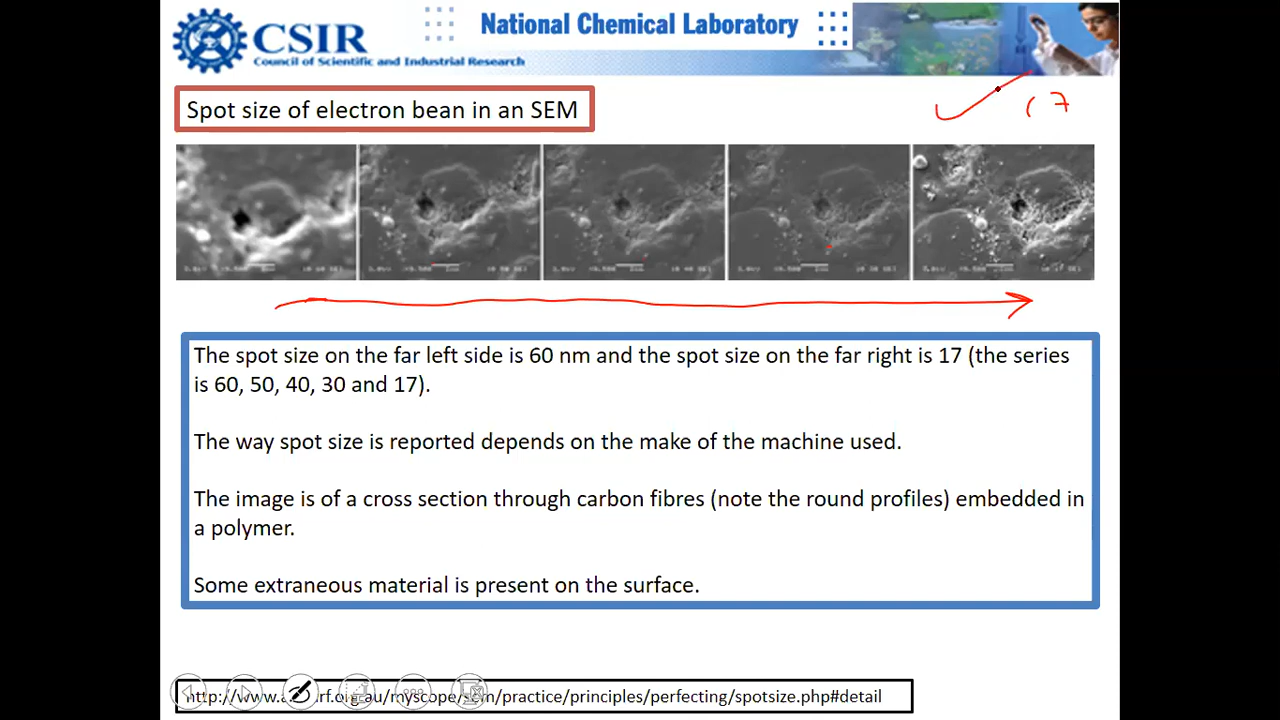 CSIR
National Chemical Laboratory
Council of Scientific and Industrial Research
Spot size of electron bean in an SEM
17
The spot size on the far left side is 60 nm and the spot size on the far right is 17 (the series
is 60, 50, 40, 30 and 17).
The way spot size is reported depends on the make of the machine used.
The image is of a cross section through carbon fibres (note the round profiles) embedded in
a polymer.
Some extraneous material is present on the surface.
rf.org.au/myscope/sem/practice/principles/perfecting/spotsize.php#detail